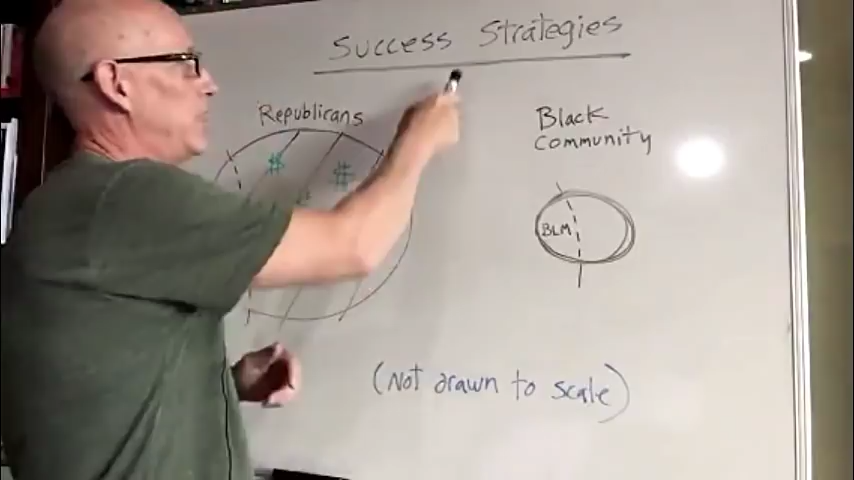 Success Strategies
Republicans
#
#
#
Black
Community
BLM
(Not drawn to scale)